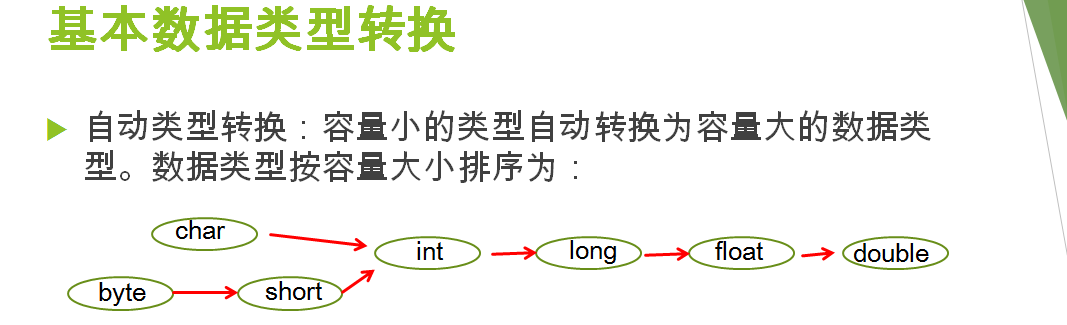 基本数据类型转换
自动类型转换：容量小的类型自动转换为容量大的数据类
型。数据类型按容量大小排序为：
char
int
long
float
double
byte
short